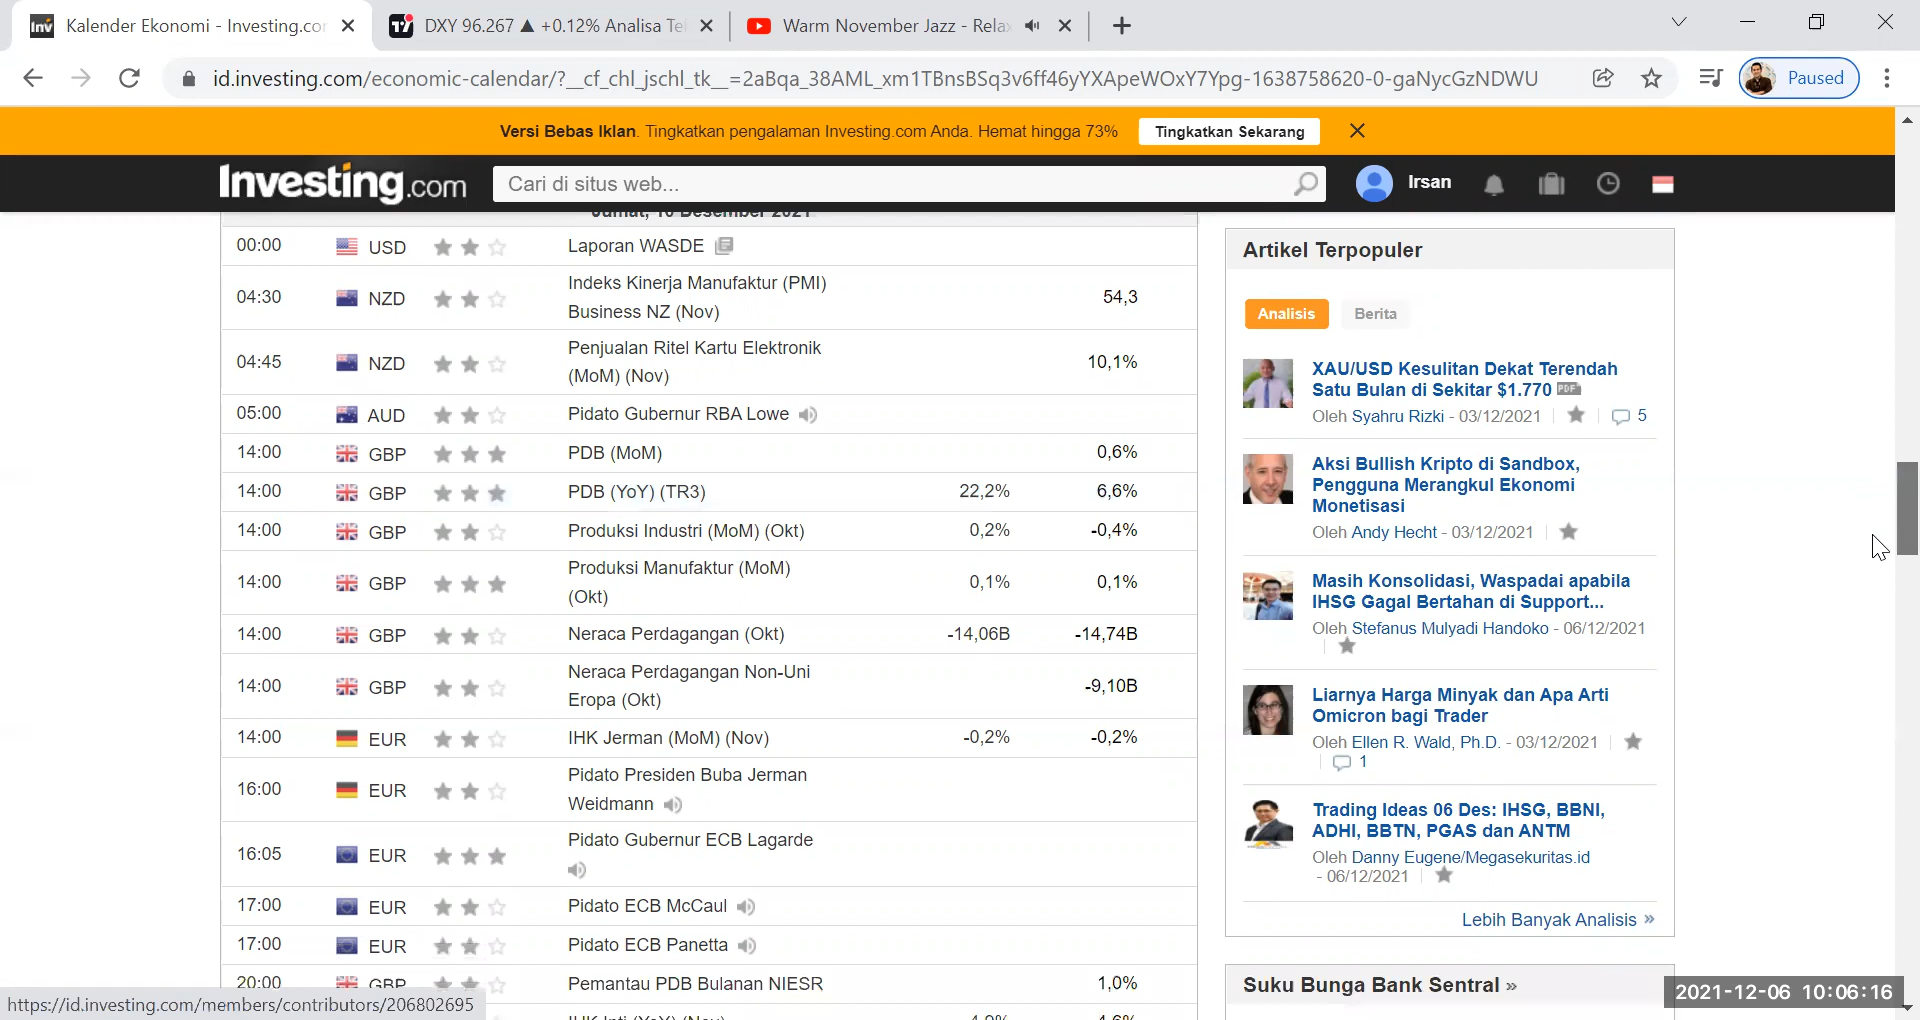 Kalender Ekonomi - Investing.co
DXY 96.267 ▲ +0.12% Analisa Te
Warm November Jazz - Rela
id.investing.com/economic-calendar/?__cf_chl_jschl_tk__=2aBqa_38AML_xm1TBnsBSq3v6ff46yYXApeWOxY7Ypg-1638758620-0-gaNycGzNDWU
Paused
Versi Bebas Iklan. Tingkatkan pengalaman Investing.com Anda. Hemat hingga 73%
Tingkatkan Sekarang
Investing.com
Cari di situs web...
Irsan
Jumat, 10 Desember 2021
00:00 USD Laporan WASDE
04:30 NZD Indeks Kinerja Manufaktur (PMI) 54,3
Business NZ (Nov)
04:45 NZD Penjualan Ritel Kartu Elektronik 10,1%
(MoM) (Nov)
05:00 AUD Pidato Gubernur RBA Lowe
14:00 GBP PDB (MoM) 0,6%
14:00 GBP PDB (YoY) (TR3) 22,2% 6,6%
14:00 GBP Produksi Industri (MoM) (Okt) 0,2% -0,4%
14:00 GBP Produksi Manufaktur (MoM) 0,1% 0,1%
(Okt)
14:00 GBP Neraca Perdagangan (Okt) -14,06B -14,74B
14:00 GBP Neraca Perdagangan Non-Uni -9,10B
Eropa (Okt)
14:00 EUR IHK Jerman (MoM) (Nov) -0,2% -0,2%
16:00 EUR Pidato Presiden Buba Jerman
Weidmann
16:05 EUR Pidato Gubernur ECB Lagarde
17:00 EUR Pidato ECB McCaul
17:00 EUR Pidato ECB Panetta
20:00 GBP Pemantau PDB Bulanan NIESR 1,0%
IHK Inti (YoY) (Nov) 4,9% 4,6%
https://id.investing.com/members/contributors/206802695
Artikel Terpopuler
Analisis
Berita
XAU/USD Kesulitan Dekat Terendah
Satu Bulan di Sekitar $1.770 PDF
Oleh Syahru Rizki - 03/12/2021 5
Aksi Bullish Kripto di Sandbox,
Pengguna Merangkul Ekonomi
Monetisasi
Oleh Andy Hecht - 03/12/2021
Masih Konsolidasi, Waspadai apabila
IHSG Gagal Bertahan di Support...
Oleh Stefanus Mulyadi Handoko - 06/12/2021
Liarnya Harga Minyak dan Apa Arti
Omicron bagi Trader
Oleh Ellen R. Wald, Ph.D. - 03/12/2021
1
Trading Ideas 06 Des: IHSG, BBNI,
ADHI, BBTN, PGAS dan ANTM
Oleh Danny Eugene/Megasekuritas.id
- 06/12/2021
Lebih Banyak Analisis »
Suku Bunga Bank Sentral »
2021-12-06 10:06:16